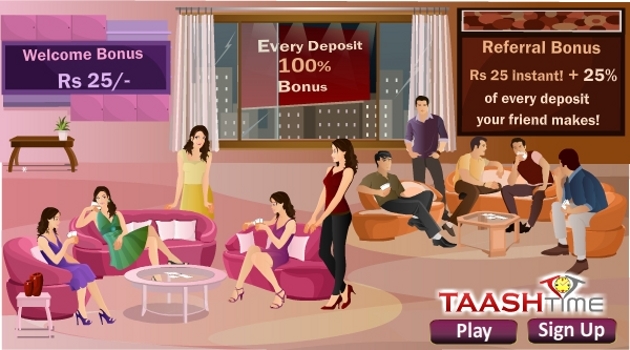 Welcome Bonus
Rs 25/-
Every Deposit
100%
Bonus
Referral Bonus
Rs 25 instant! + 25%
of every deposit
your friend makes!
TAASHTIME
Play
Sign Up